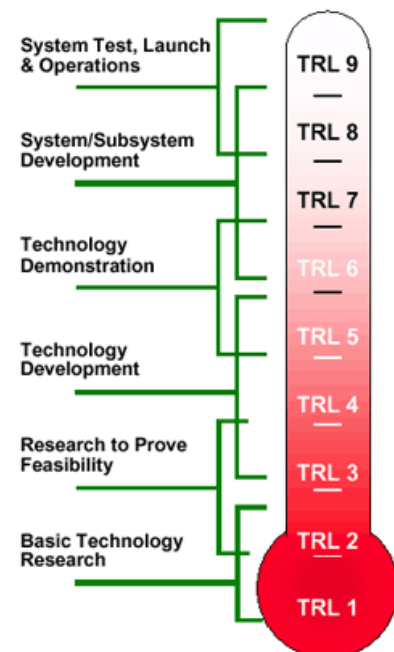 System Test, Launch
& Operations
System/Subsystem
Development
Technology
Demonstration
Technology
Development
Research to Prove
Feasibility
Basic Technology
Research
TRL 9
TRL 8
TRL 7
TRL 6
TRL 5
TRL 4
TRL 3
TRL 2
TRL 1